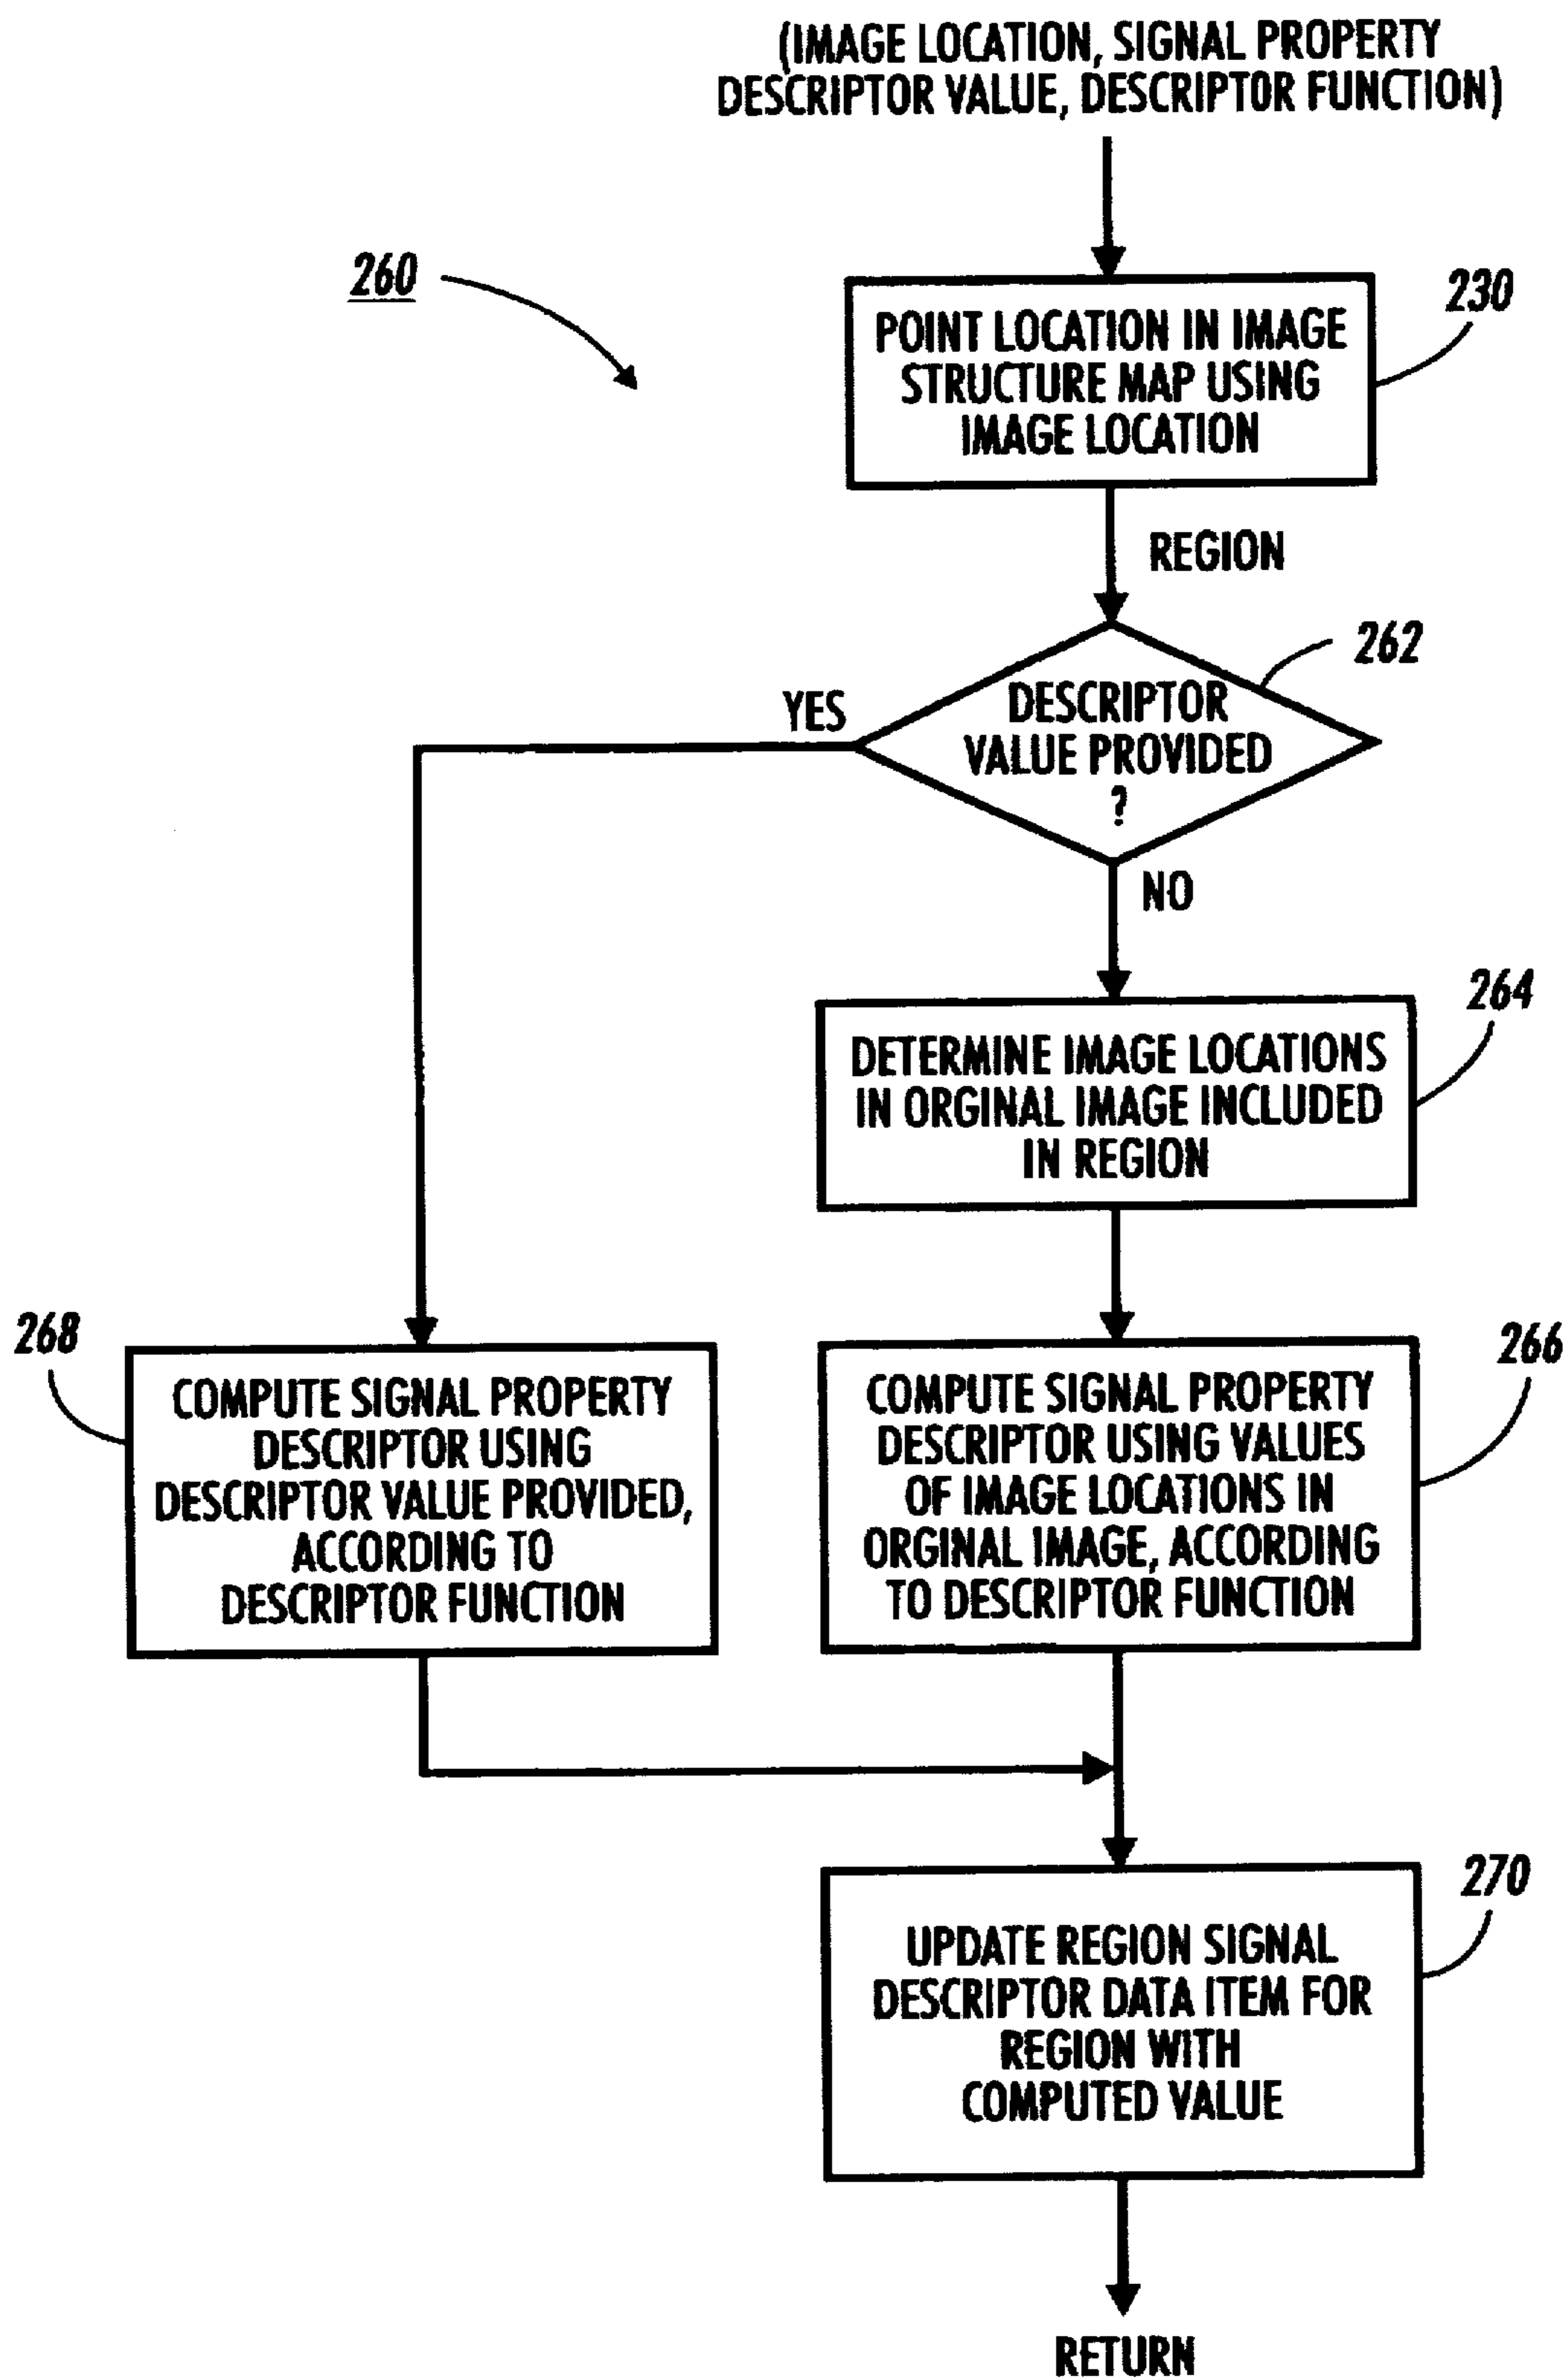 (IMAGE LOCATION, SIGNAL PROPERTY
DESCRIPTOR VALUE, DESCRIPTOR FUNCTION)
260
230
POINT LOCATION IN IMAGE
STRUCTURE MAP USING
IMAGE LOCATION
REGION
262
YES
DESCRIPTOR
VALUE PROVIDED
?
NO
264
DETERMINE IMAGE LOCATIONS
IN ORGINAL IMAGE INCLUDED
IN REGION
268
COMPUTE SIGNAL PROPERTY
DESCRIPTOR USING
DESCRIPTOR VALUE PROVIDED,
ACCORDING TO
DESCRIPTOR FUNCTION
266
COMPUTE SIGNAL PROPERTY
DESCRIPTOR USING VALUES
OF IMAGE LOCATIONS IN
ORGINAL IMAGE, ACCORDING
TO DESCRIPTOR FUNCTION
270
UPDATE REGION SIGNAL
DESCRIPTOR DATA ITEM FOR
REGION WITH
COMPUTED VALUE
RETURN